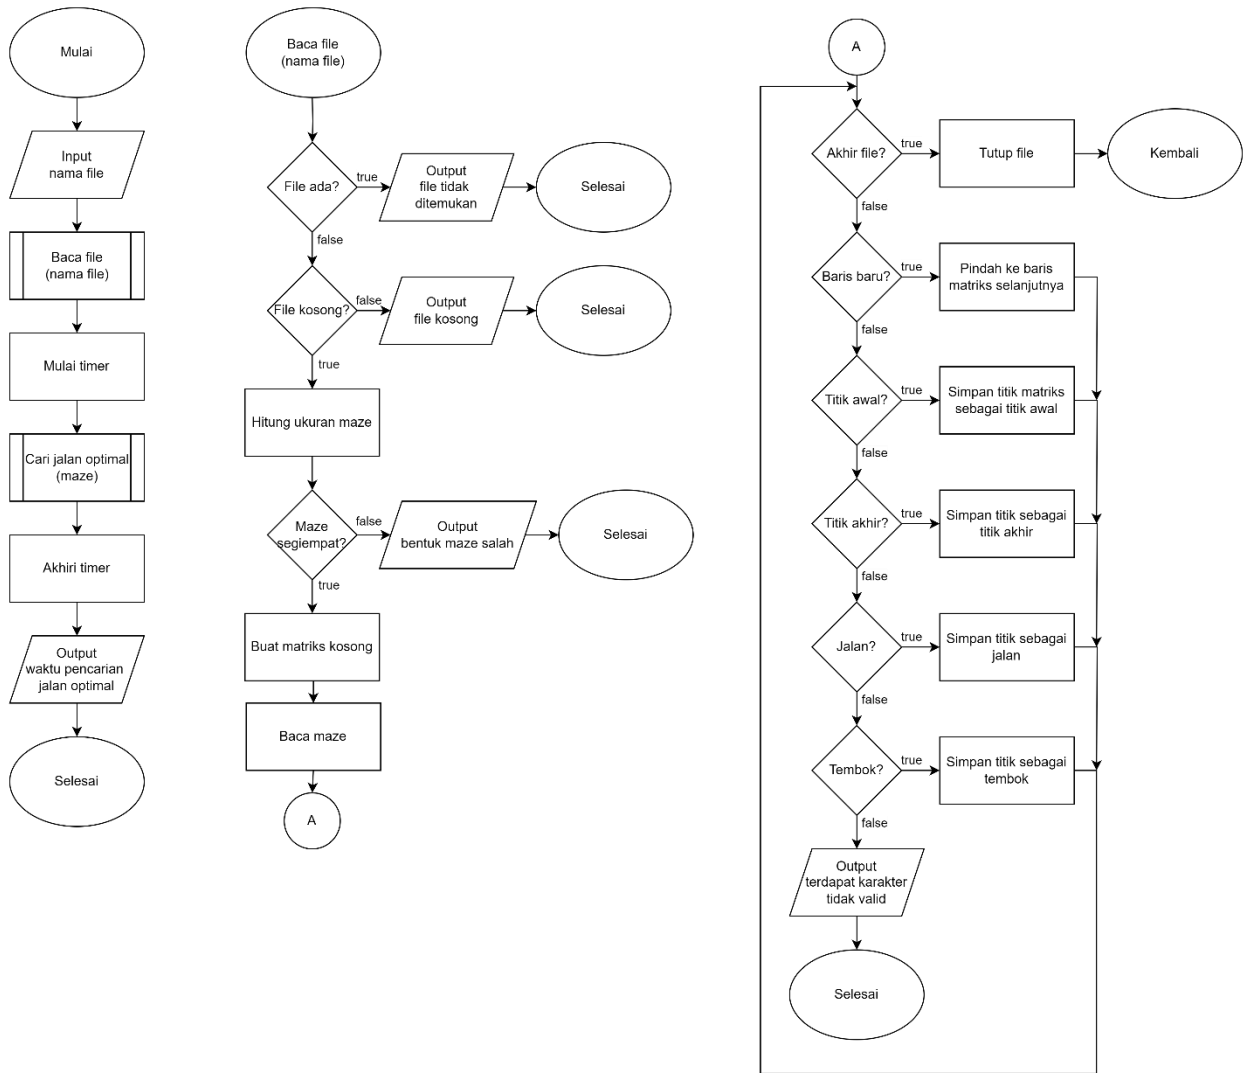 Mulai
Input
nama file
Baca file
(nama file)
Mulai timer
Cari jalan optimal
(maze)
Akhiri timer
Output
waktu pencarian
jalan optimal
Selesai
Baca file
(nama file)
File ada?
true
Output
file tidak
ditemukan
Selesai
false
File kosong?
false
Output
file kosong
Selesai
true
Hitung ukuran maze
Maze
segiempat?
false
Output
bentuk maze salah
Selesai
true
Buat matriks kosong
Baca maze
A
A
Akhir file?
true
Tutup file
Kembali
false
Baris baru?
true
Pindah ke baris
matriks selanjutnya
false
Titik awal?
true
Simpan titik matriks
sebagai titik awal
false
Titik akhir?
true
Simpan titik sebagai
titik akhir
false
Jalan?
true
Simpan titik sebagai
jalan
false
Tembok?
true
Simpan titik sebagai
tembok
false
Output
terdapat karakter
tidak valid
Selesai